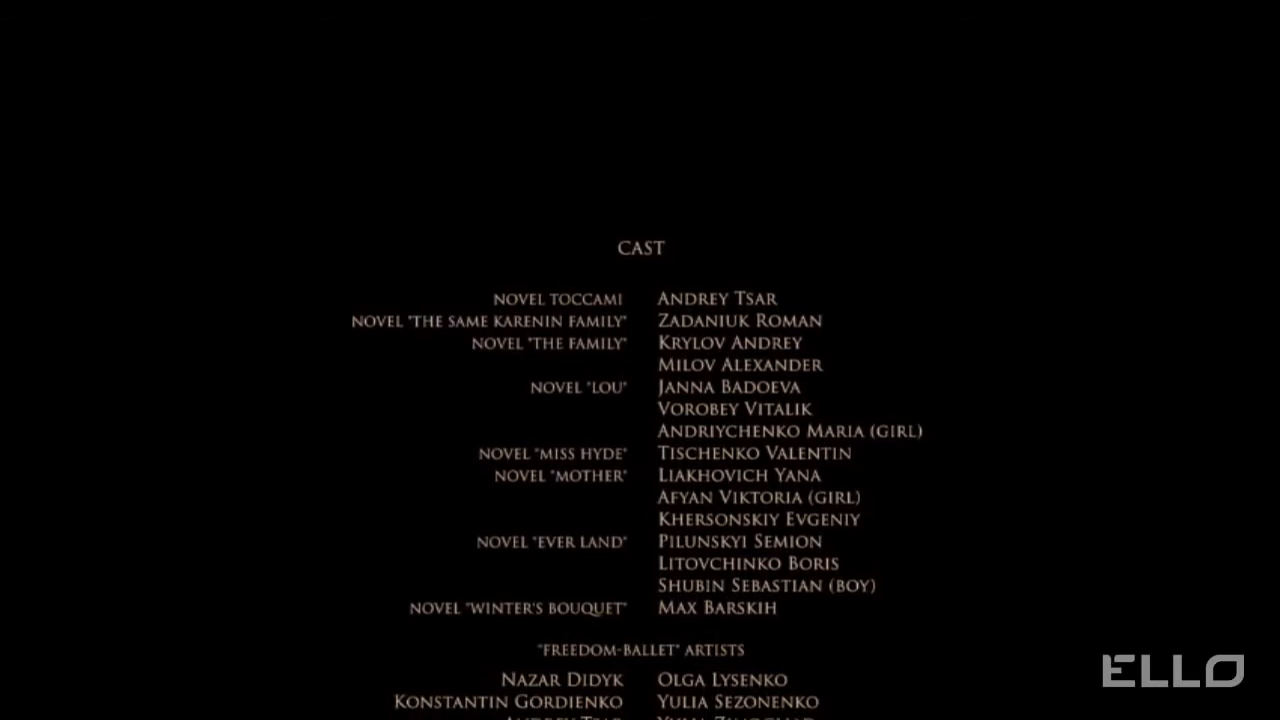 CAST
NOVEL TOCCAMI ANDREY TSAR
NOVEL "THE SAME KARENIN FAMILY" ZADANIUK ROMAN
NOVEL "THE FAMILY" KRYLOV ANDREY
MILOV ALEXANDER
NOVEL "LOU" JANNA BADOEVA
VOROBEY VITALIK
ANDRIYCHENKO MARIA (GIRL)
NOVEL "MISS HYDE" TISCHENKO VALENTIN
NOVEL "MOTHER" LIAKHOVICH YANA
AFYAN VIKTORIA (GIRL)
KHERSONSKIY EVGENIY
NOVEL "EVER LAND" PILUNSKYI SEMION
LITOVCHINKO BORIS
SHUBIN SEBASTIAN (BOY)
NOVEL "WINTER'S BOUQUET" MAX BARSKIH
"FREEDOM-BALLET" ARTISTS
NAZAR DIDYK OLGA LYSENKO
KONSTANTIN GORDIENKO YULIA SEZONENKO
ELLO